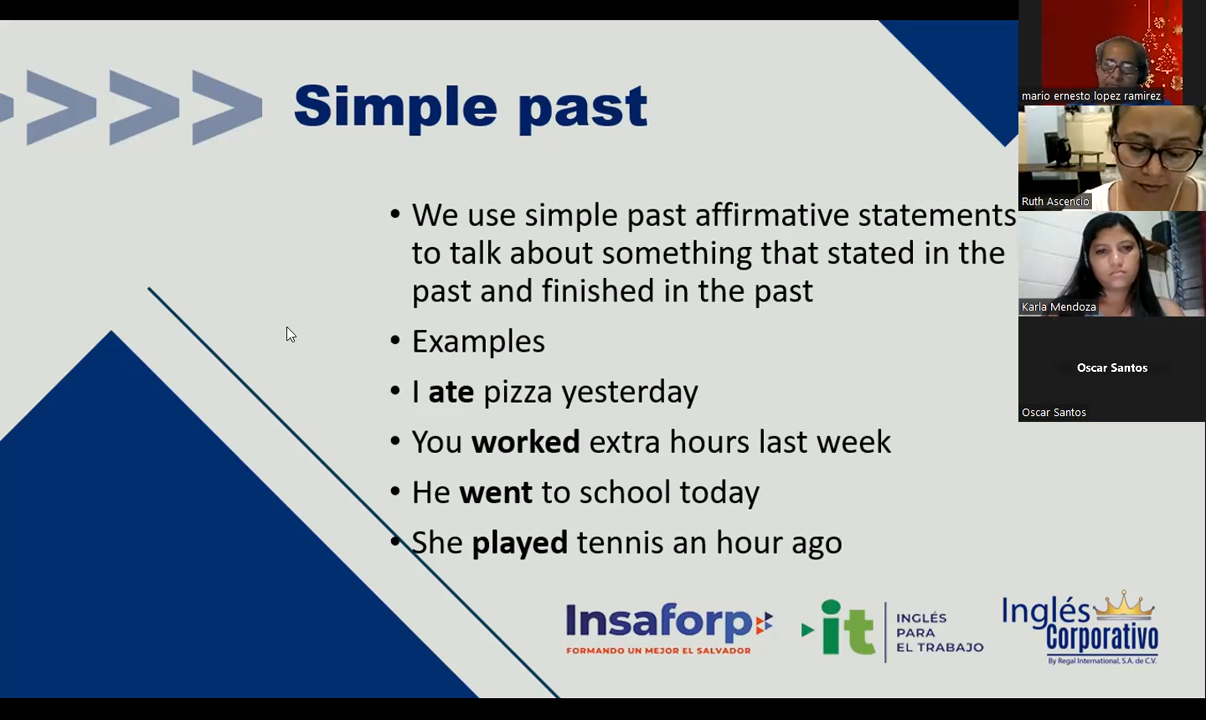 Simple past
• We use simple past affirmative statements
to talk about something that stated in the
past and finished in the past
• Examples
• I ate pizza yesterday
• You worked extra hours last week
• He went to school today
• She played tennis an hour ago
Insaforp
FORMANDO UN MEJOR EL SALVADOR
it
INGLÉS
PARA
EL TRABAJO
Inglés
Corporativo
By Regal International, S.A. de C.V.
mario ernesto lopez ramirez
Ruth Ascencio
Karla Mendoza
Oscar Santos
Oscar Santos